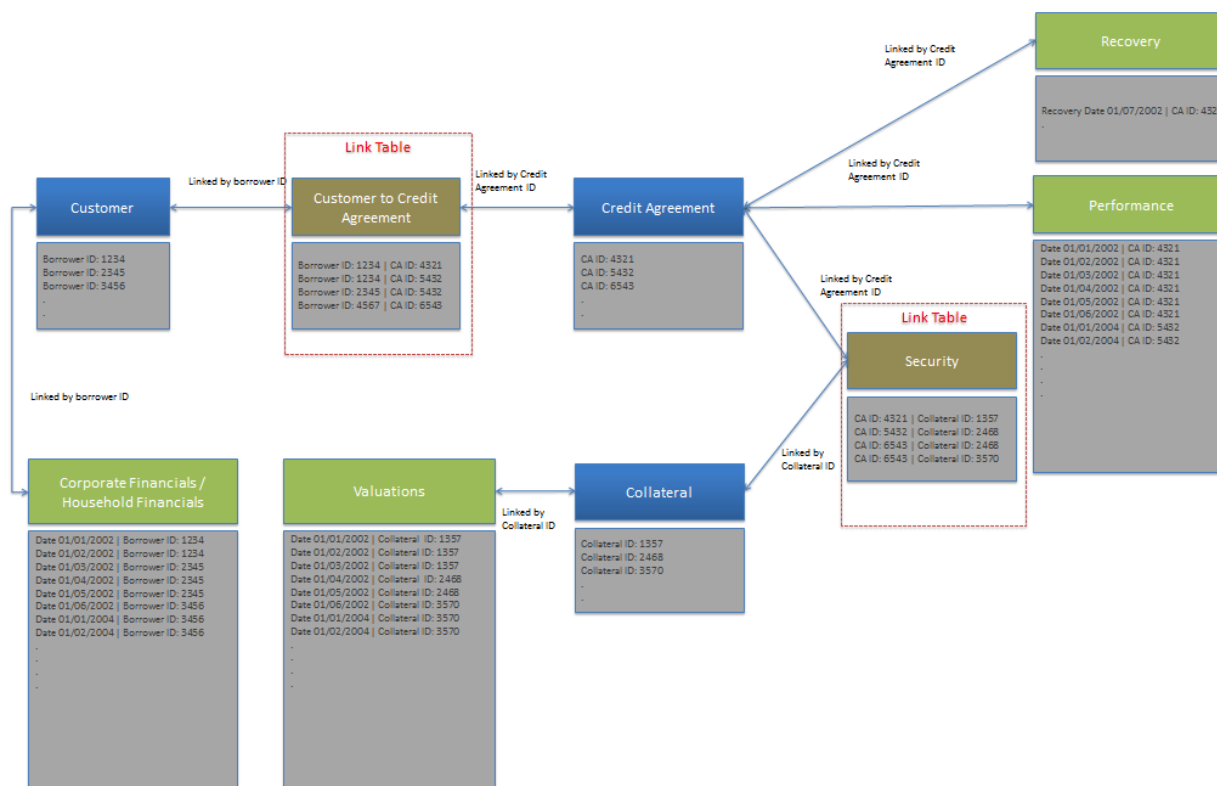 Recovery
Linked by Credit
Agreement ID
Recovery Date 01/07/2002 | CA ID: 432
.
Link Table
Linked by borrower ID
Linked by Credit
Agreement ID
Linked by Credit
Agreement ID
Customer
Customer to Credit
Agreement
Credit Agreement
Performance
Borrower ID: 1234
Borrower ID: 2345
Borrower ID: 3456
.
.
Borrower ID: 1234 | CA ID: 4321
Borrower ID: 1234 | CA ID: 5432
Borrower ID: 2345 | CA ID: 5432
Borrower ID: 4567 | CA ID: 6543
CA ID: 4321
CA ID: 5432
CA ID: 6543
.
.
Date 01/01/2002 | CA ID: 4321
Date 01/02/2002 | CA ID: 4321
Date 01/03/2002 | CA ID: 4321
Date 01/04/2002 | CA ID: 4321
Date 01/05/2002 | CA ID: 4321
Date 01/06/2002 | CA ID: 4321
Date 01/01/2004 | CA ID: 5432
Date 01/02/2004 | CA ID: 5432
.
.
.
.
Linked by Credit
Agreement ID
Link Table
Security
CA ID: 4321 | Collateral ID: 1357
CA ID: 5432 | Collateral ID: 2468
CA ID: 6543 | Collateral ID: 2468
CA ID: 6543 | Collateral ID: 3570
Linked by borrower ID
Linked by
Collateral ID
Corporate Financials /
Household Financials
Valuations
Linked by
Collateral ID
Collateral
Date 01/01/2002 | Borrower ID: 1234
Date 01/02/2002 | Borrower ID: 1234
Date 01/03/2002 | Borrower ID: 2345
Date 01/04/2002 | Borrower ID: 2345
Date 01/05/2002 | Borrower ID: 2345
Date 01/06/2002 | Borrower ID: 3456
Date 01/01/2004 | Borrower ID: 3456
Date 01/02/2004 | Borrower ID: 3456
.
.
.
.
Date 01/01/2002 | Collateral ID: 1357
Date 01/02/2002 | Collateral ID: 1357
Date 01/03/2002 | Collateral ID: 1357
Date 01/04/2002 | Collateral ID: 2468
Date 01/05/2002 | Collateral ID: 2468
Date 01/06/2002 | Collateral ID: 3570
Date 01/01/2004 | Collateral ID: 3570
Date 01/02/2004 | Collateral ID: 3570
.
.
.
.
Collateral ID: 1357
Collateral ID: 2468
Collateral ID: 3570
.
.